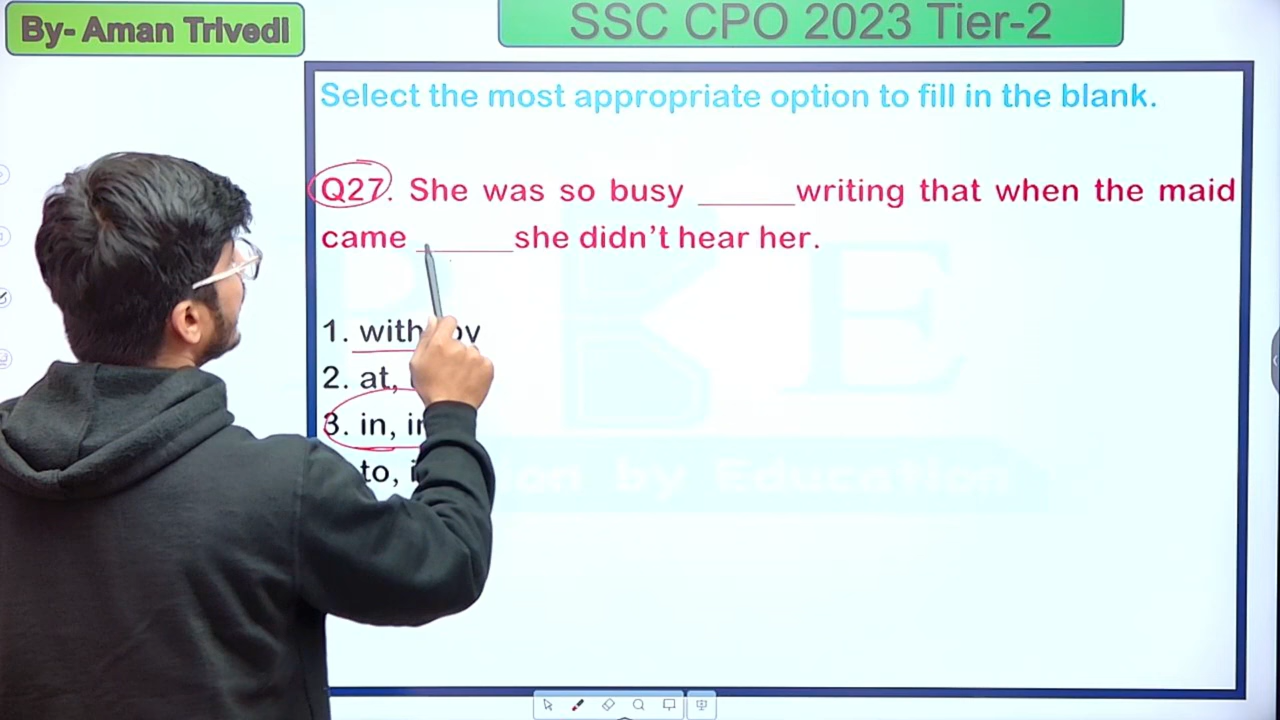 By- Aman Trivedi
SSC CPO 2023 Tier-2
Select the most appropriate option to fill in the blank.
Q27. She was so busy ______writing that when the maid
came ______she didn't hear her.
1. with
2. at,
3. in,
to,
by Education